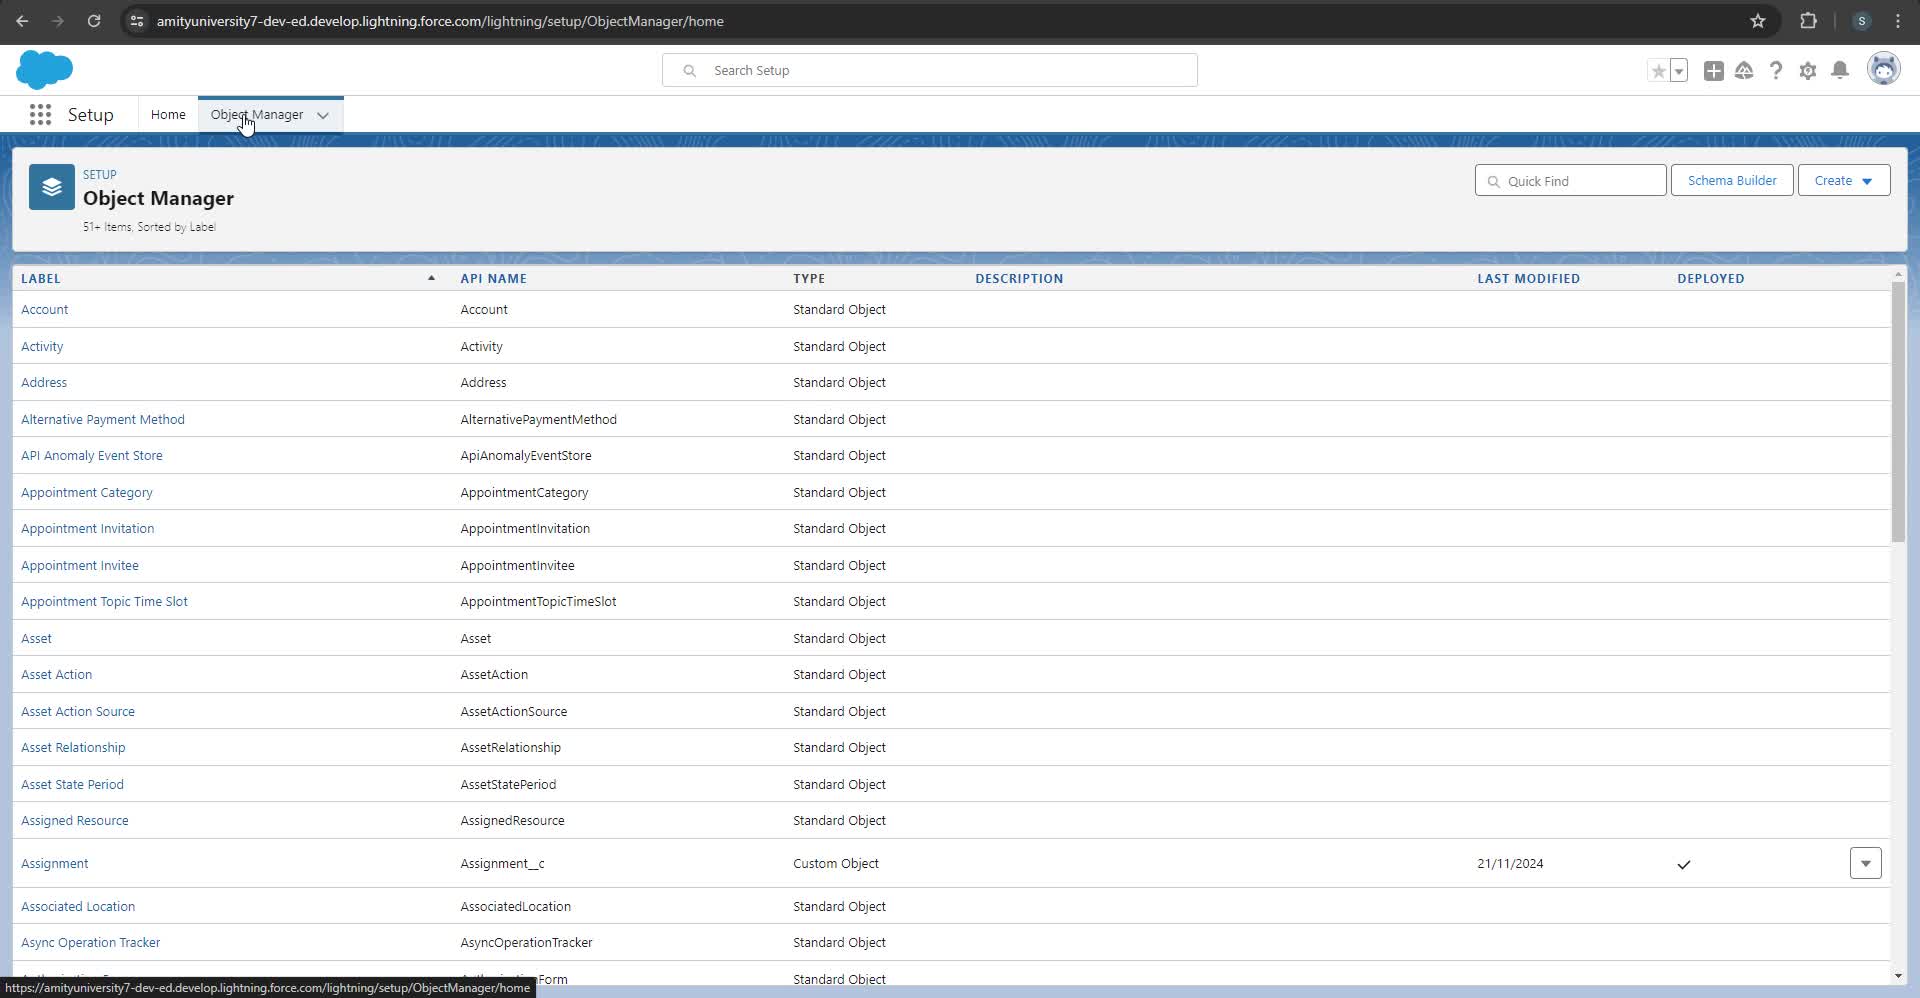 amityuniversity7-dev-ed.develop.lightning.force.com/lightning/setup/ObjectManager/home
S
Search Setup
Setup
Home
Object Manager
SETUP
Object Manager
51+ Items, Sorted by Label
Quick Find
Schema Builder
Create
LABEL API NAME TYPE DESCRIPTION LAST MODIFIED DEPLOYED
Account Account Standard Object
Activity Activity Standard Object
Address Address Standard Object
Alternative Payment Method AlternativePaymentMethod Standard Object
API Anomaly Event Store ApiAnomalyEventStore Standard Object
Appointment Category AppointmentCategory Standard Object
Appointment Invitation AppointmentInvitation Standard Object
Appointment Invitee AppointmentInvitee Standard Object
Appointment Topic Time Slot AppointmentTopicTimeSlot Standard Object
Asset Asset Standard Object
Asset Action AssetAction Standard Object
Asset Action Source AssetActionSource Standard Object
Asset Relationship AssetRelationship Standard Object
Asset State Period AssetStatePeriod Standard Object
Assigned Resource AssignedResource Standard Object
Assignment Assignment__c Custom Object 21/11/2024
Associated Location AssociatedLocation Standard Object
Async Operation Tracker AsyncOperationTracker Standard Object
Standard Object
https://amityuniversity7-dev-ed.develop.lightning.force.com/lightning/setup/ObjectManager/home